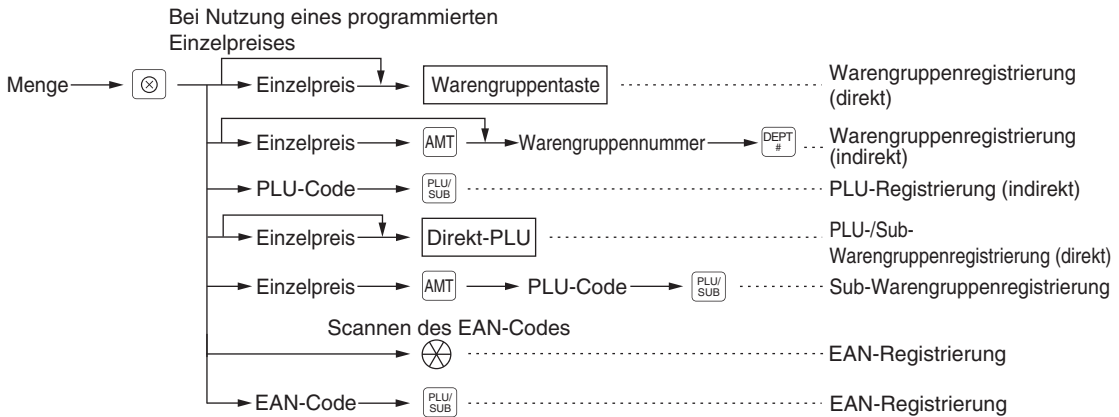 Bei Nutzung eines programmierten
Einzelpreises
Menge ⊗ Einzelpreis Warengruppentaste Warengruppenregistrierung
(direkt)
Einzelpreis AMT Warengruppennummer DEPT # Warengruppenregistrierung
(indirekt)
PLU-Code PLU/SUB PLU-Registrierung (indirekt)
Einzelpreis Direkt-PLU PLU-/Sub-
Warengruppenregistrierung (direkt)
Einzelpreis AMT PLU-Code PLU/SUB Sub-Warengruppenregistrierung
Scannen des EAN-Codes
EAN-Registrierung
EAN-Code PLU/SUB EAN-Registrierung